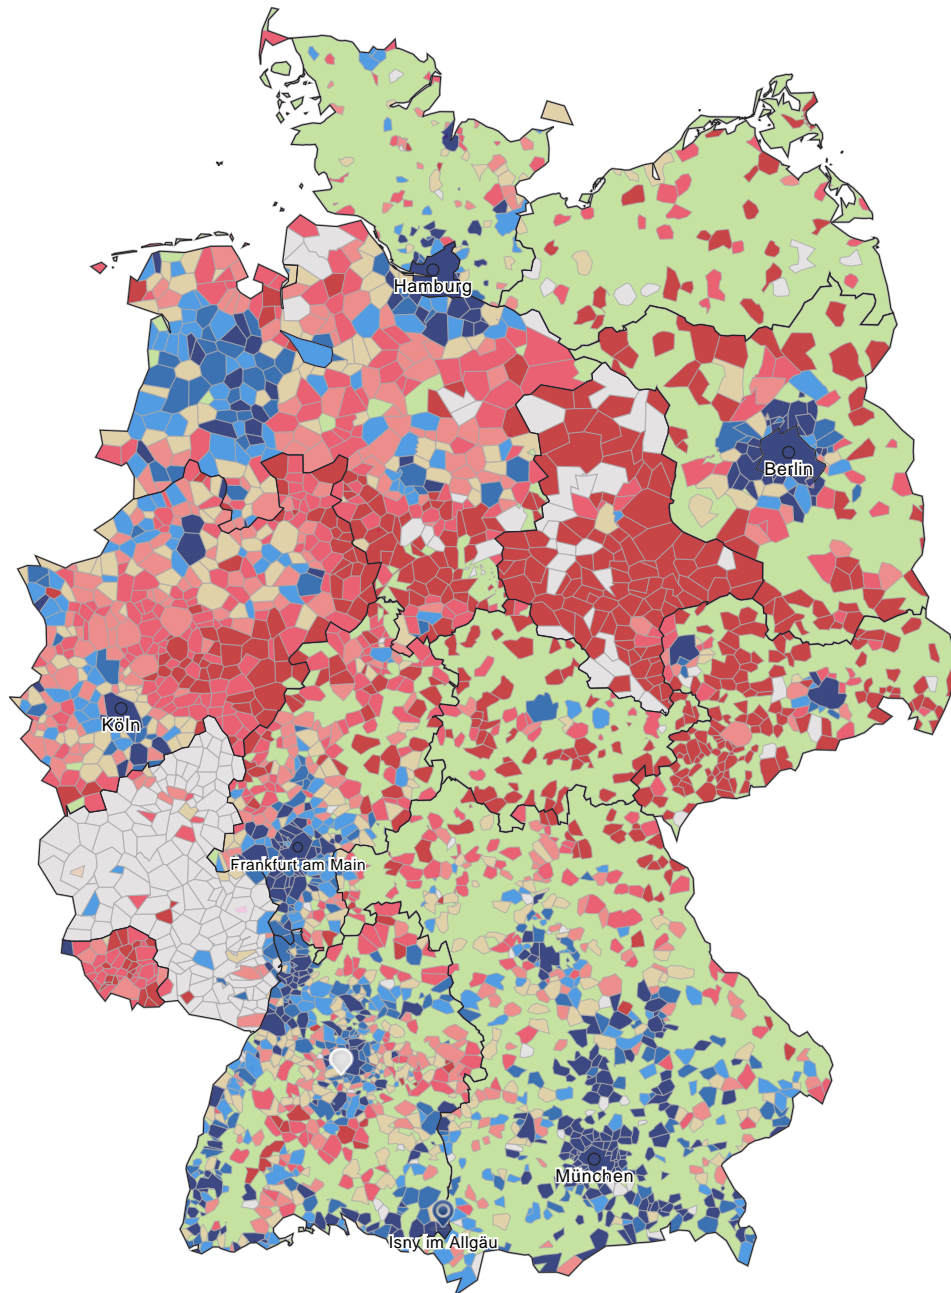 Hamburg
Berlin
Köln
Frankfurt am Main
München
Isny im Allgäu